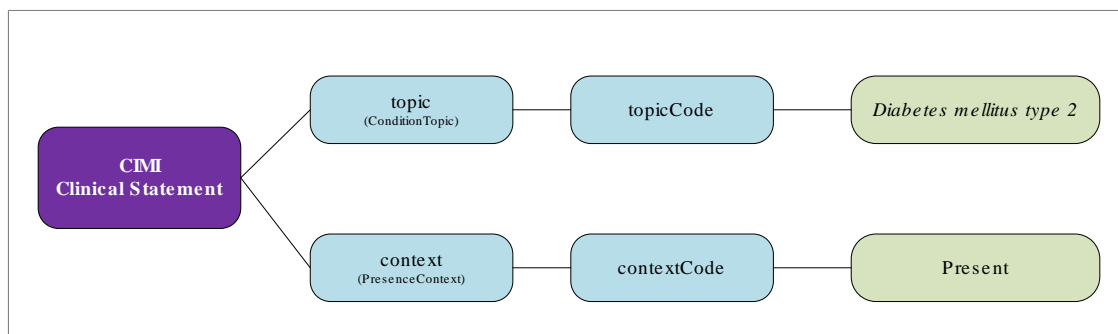 CIMI
Clinical Statement
topic
(ConditionTopic)
topicCode
Diabetes mellitus type 2
context
(PresenceContext)
contextCode
Present